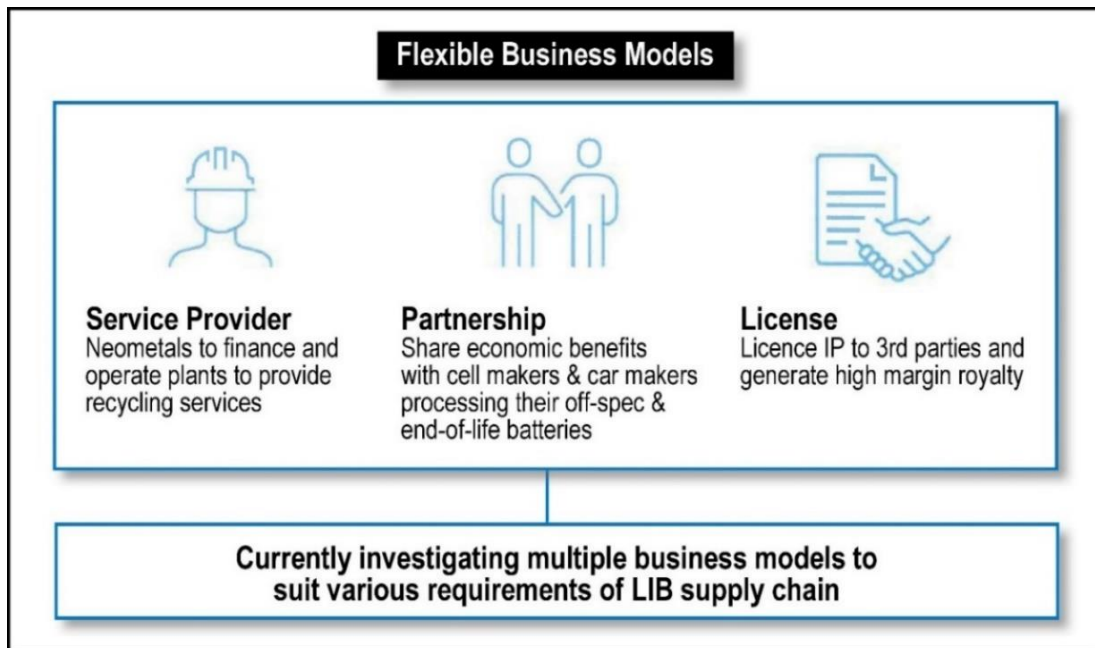 Flexible Business Models
Service Provider
Neometals to finance and
operate plants to provide
recycling services
Partnership
Share economic benefits
with cell makers & car makers
processing their off-spec &
end-of-life batteries
License
Licence IP to 3rd parties and
generate high margin royalty
Currently investigating multiple business models to
suit various requirements of LIB supply chain